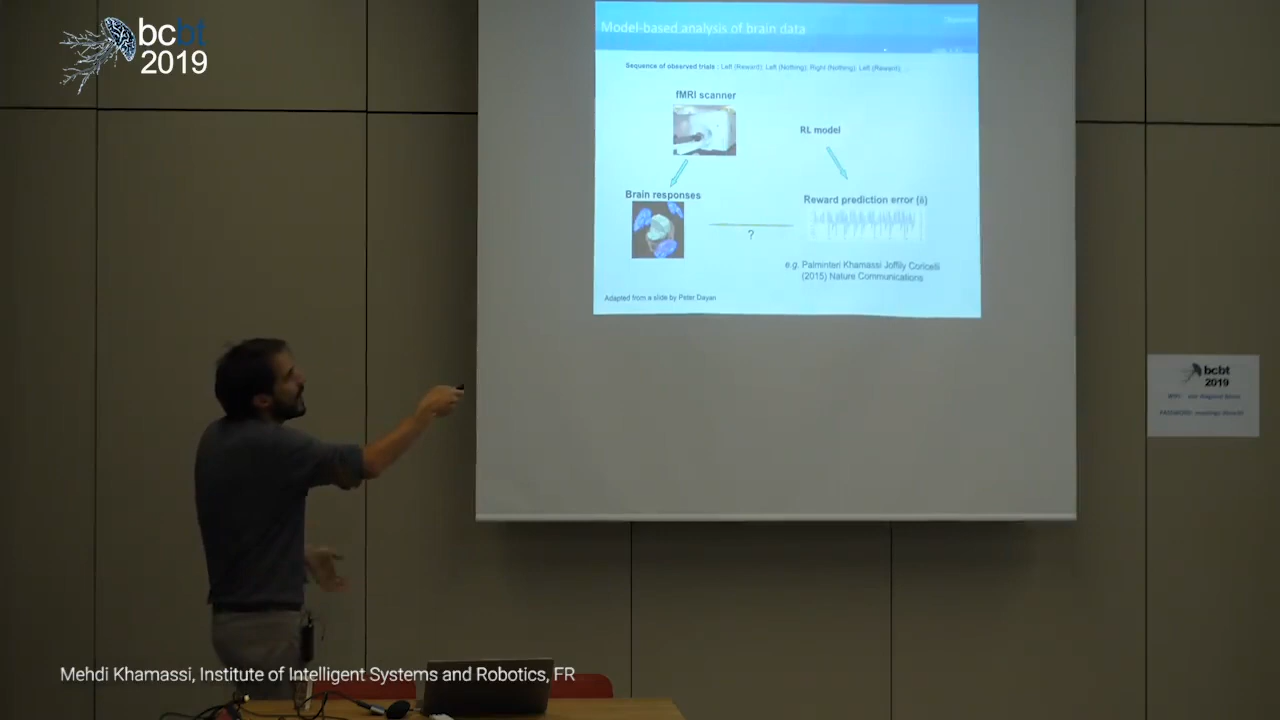 bcbt
2019
Model-based analysis of brain data
Sequence of observed trials : Left (Reward); Left (Nothing); Right (Nothing); Left (Reward); ...
fMRI scanner
RL model
Brain responses
Reward prediction error (δ)
?
e.g. Palminteri Khamassi Joffily Coricelli
(2015) Nature Communications
Adapted from a slide by Peter Dayan
bcbt
2019
Mehdi Khamassi, Institute of Intelligent Systems and Robotics, FR